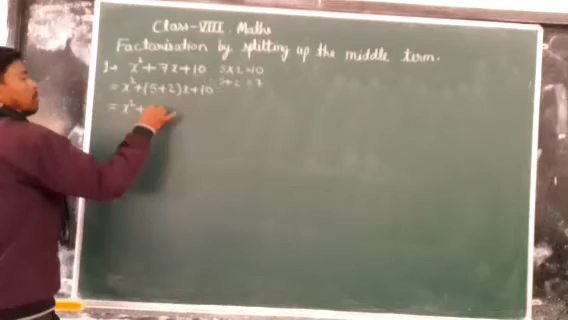 Class-VIII. Maths
Factorisation by splitting up the middle term.
1→ x²+7x+10 5x2=10
=x²+(5+2)x+10 5+2=7
=x²+